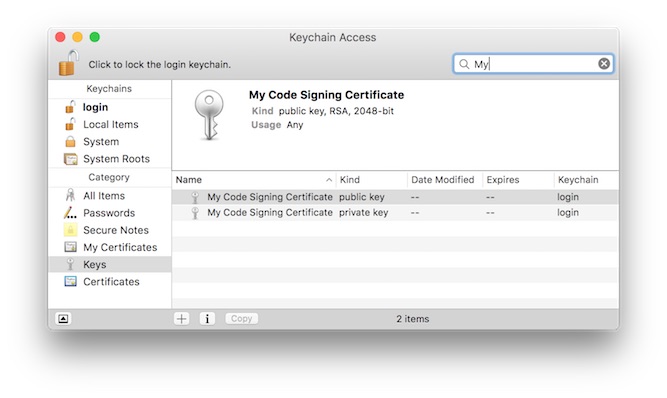 Keychain Access
Click to lock the login keychain.
My
Keychains
login
Local Items
System
System Roots
Category
All Items
Passwords
Secure Notes
My Certificates
Keys
Certificates
My Code Signing Certificate
Kind public key, RSA, 2048-bit
Usage Any
Name Kind Date Modified Expires Keychain
My Code Signing Certificate public key -- -- login
My Code Signing Certificate private key -- -- login
+ i Copy 2 items